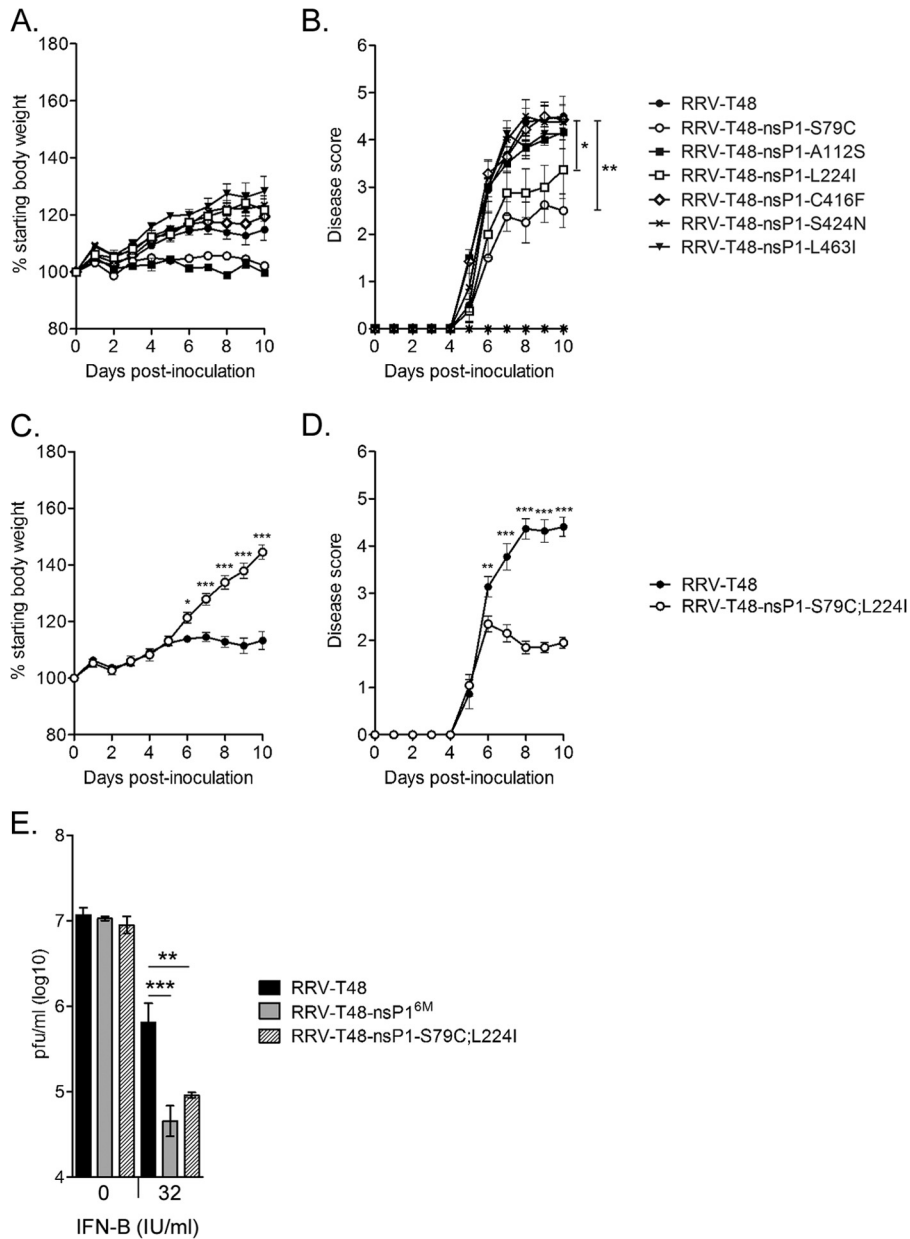 A.
180
160
140
120
100
80
0 2 4 6 8 10
% starting body weight
Days post-inoculation
B.
6
5
4
3
2
1
0
0 2 4 6 8 10
Disease score
Days post-inoculation
*
**
RRV-T48
RRV-T48-nsP1-S79C
RRV-T48-nsP1-A112S
RRV-T48-nsP1-L224I
RRV-T48-nsP1-C416F
RRV-T48-nsP1-S424N
RRV-T48-nsP1-L463I
C.
180
160
140
120
100
80
0 2 4 6 8 10
% starting body weight
Days post-inoculation
* *** *** *** ***
D.
6
5
4
3
2
1
0
0 2 4 6 8 10
Disease score
Days post-inoculation
** *** *** *** ***
RRV-T48
RRV-T48-nsP1-S79C;L224I
E.
8
7
6
5
4
pfu/ml (log10)
**
***
0 32
IFN-B (IU/ml)
RRV-T48
RRV-T48-nsP1⁶ᴹ
RRV-T48-nsP1-S79C;L224I